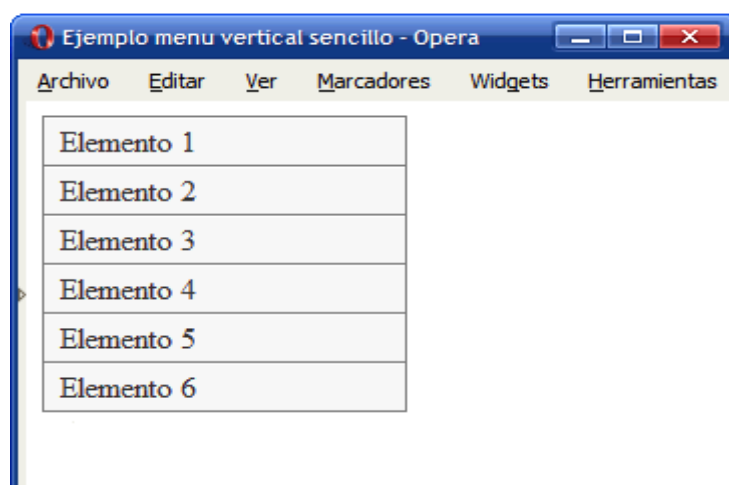 Ejemplo menu vertical sencillo - Opera
Archivo Editar Ver Marcadores Widgets Herramientas
Elemento 1
Elemento 2
Elemento 3
Elemento 4
Elemento 5
Elemento 6